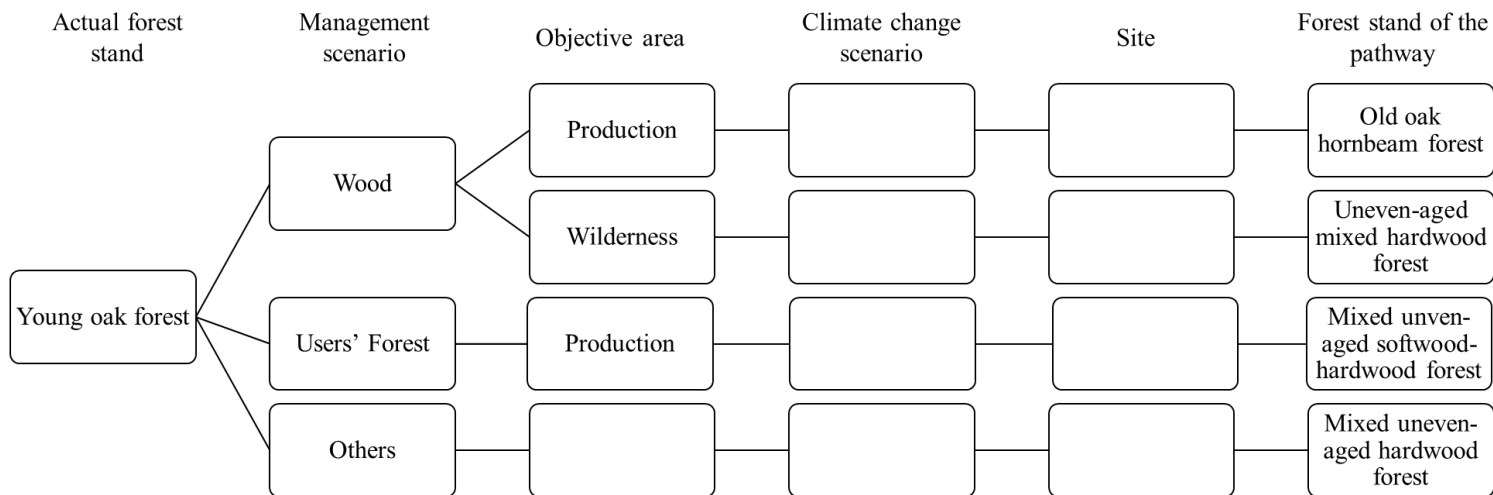 Actual forest
stand
Management
scenario
Objective area
Climate change
scenario
Site
Forest stand of the
pathway
Young oak forest
Wood
Production
Old oak
hornbeam forest
Wilderness
Uneven-aged
mixed hardwood
forest
Users’ Forest
Production
Mixed unven-
aged softwood-
hardwood forest
Others
Mixed uneven-
aged hardwood
forest